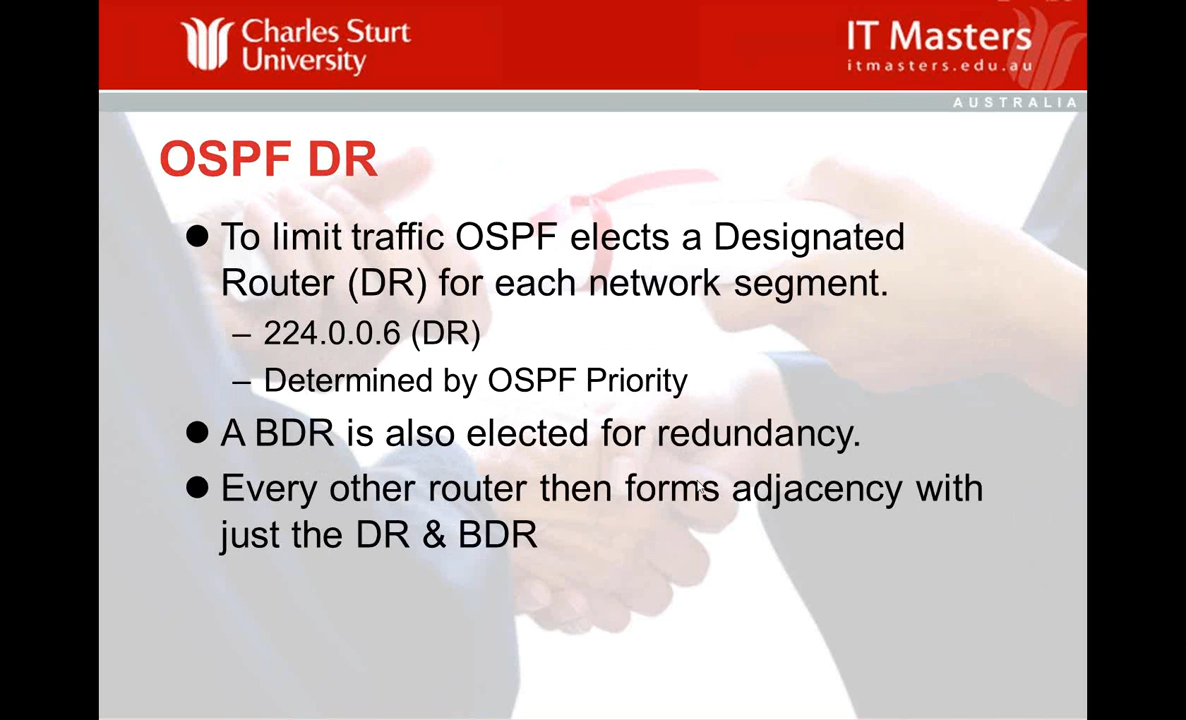 Charles Sturt
University
IT Masters
itmasters.edu.au
AUSTRALIA
OSPF DR
● To limit traffic OSPF elects a Designated
Router (DR) for each network segment.
– 224.0.0.6 (DR)
– Determined by OSPF Priority
● A BDR is also elected for redundancy.
● Every other router then forms adjacency with
just the DR & BDR